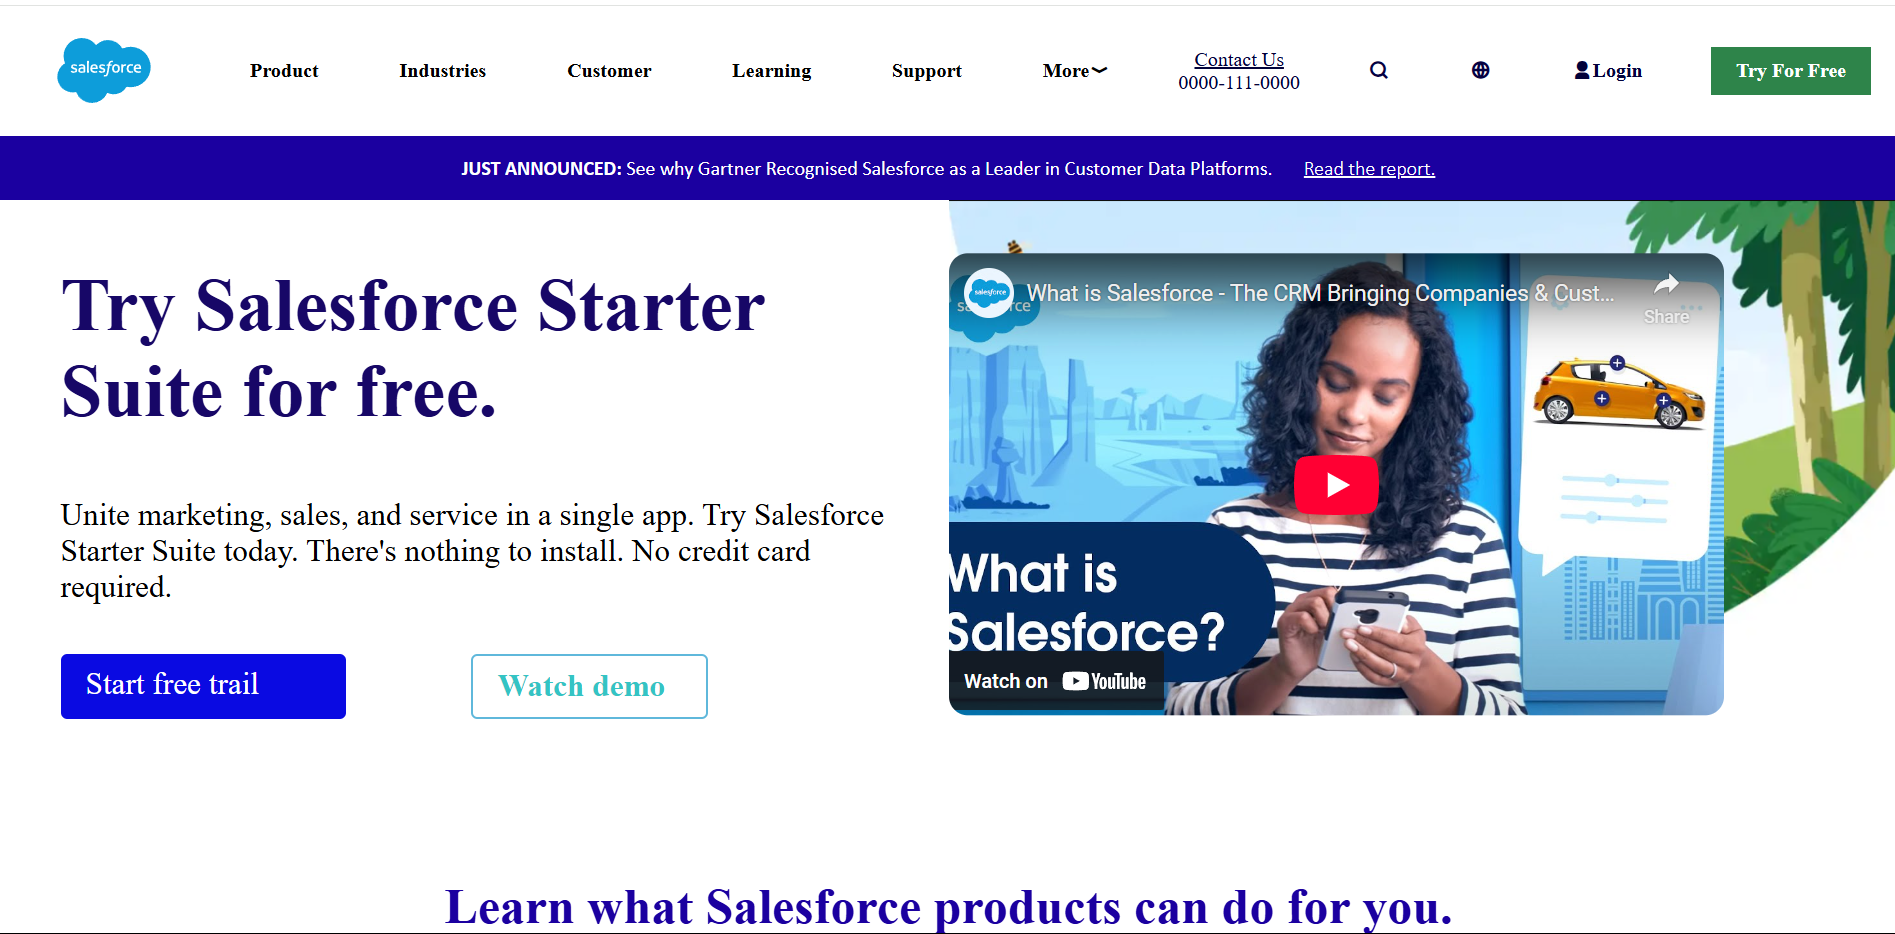 salesforce
Product
Industries
Customer
Learning
Support
More
Contact Us
0000-111-0000
Login
Try For Free
JUST ANNOUNCED: See why Gartner Recognised Salesforce as a Leader in Customer Data Platforms. Read the report.
Try Salesforce Starter
Suite for free.
Unite marketing, sales, and service in a single app. Try Salesforce
Starter Suite today. There's nothing to install. No credit card
required.
Start free trail
Watch demo
salesforce
What is Salesforce - The CRM Bringing Companies & Cust...
Share
What is
Salesforce?
Watch on YouTube
Learn what Salesforce products can do for you.